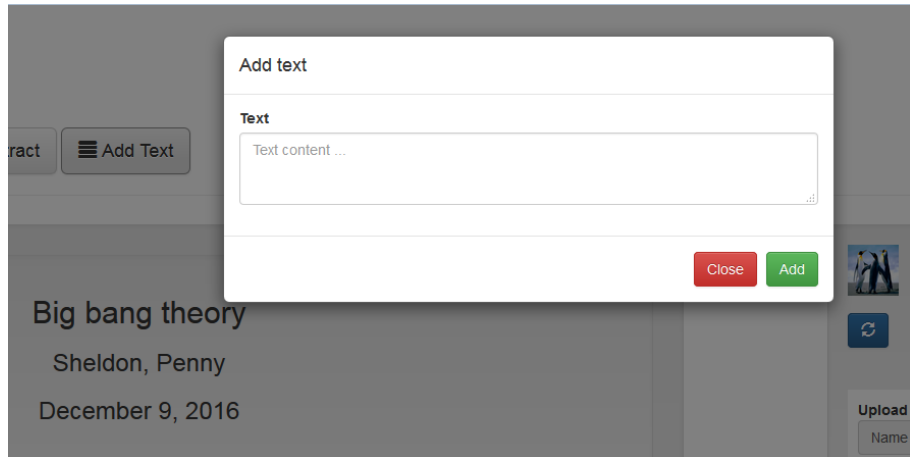 Add text
Text
Text content ...
ract
Add Text
Close
Add
Big bang theory
Sheldon, Penny
December 9, 2016
Upload
Name